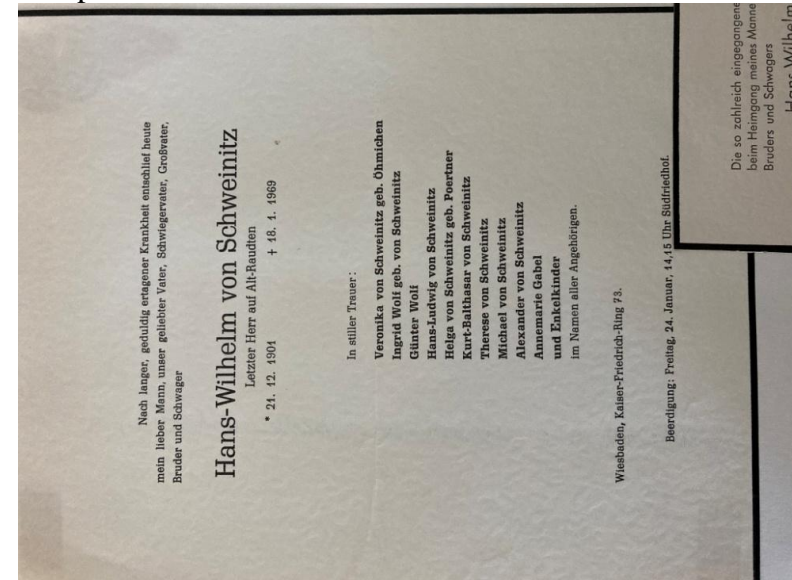 Nach langer, geduldig ertagener Krankheit entschlief heute
mein lieber Mann, unser geliebter Vater, Schwiegervater, Großvater,
Bruder und Schwager
Hans-Wilhelm von Schweinitz
Letzter Herr auf Alt-Raudten
* 21. 12. 1901 + 18. 1. 1969
In stiller Trauer:
Veronika von Schweinitz geb. Öhmichen
Ingrid Wolf geb. von Schweinitz
Günter Wolf
Hans-Ludwig von Schweinitz
Helga von Schweinitz geb. Poertner
Kurt-Balthasar von Schweinitz
Therese von Schweinitz
Michael von Schweinitz
Alexander von Schweinitz
Annemarie Gabel
und Enkelkinder
im Namen aller Angehörigen.
Wiesbaden, Kaiser-Friedrich-Ring 73.
Beerdigung: Freitag, 24. Januar, 14,15 Uhr Südfriedhof.
Die so zahlreich eingegangene
beim Heimgang meines Manne
Bruders und Schwagers
Hans Wilhelm